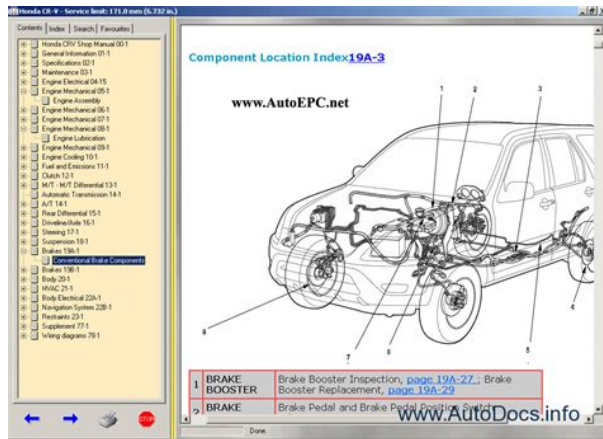 Honda CR-V - Service limit: 171.0 mm (6.732 in.)
Contents Index Search Favourites
Honda CRV Shop Manual 00-1
General Information 01-1
Specifications 02-1
Maintenance 03-1
Engine Electrical 04-15
Engine Mechanical 05-1
Engine Assembly
Engine Mechanical 06-1
Engine Mechanical 07-1
Engine Mechanical 08-1
Engine Lubrication
Engine Mechanical 09-1
Engine Cooling 10-1
Fuel and Emissions 11-1
Clutch 12-1
M/T - M/T Differential 13-1
Automatic Transmission 14-1
A/T 14-1
Rear Differential 15-1
Driveline/Axle 16-1
Steering 17-1
Suspension 18-1
Brakes 19A-1
Conventional Brake Components
Brakes 19B-1
Body 20-1
HVAC 21-1
Body Electrical 22A-1
Navigation System 22B-1
Restraints 23-1
Supplement 77-1
Wiring diagrams 78-1
STOP
Component Location Index19A-3
www.AutoEPC.net
1 2 3
4
5
6
7
8
1 BRAKE BOOSTER Brake Booster Inspection, page 19A-27 ; Brake
Booster Replacement, page 19A-29
2 BRAKE Brake Pedal and Brake Pedal Position Switch
www.AutoDocs.info
Done